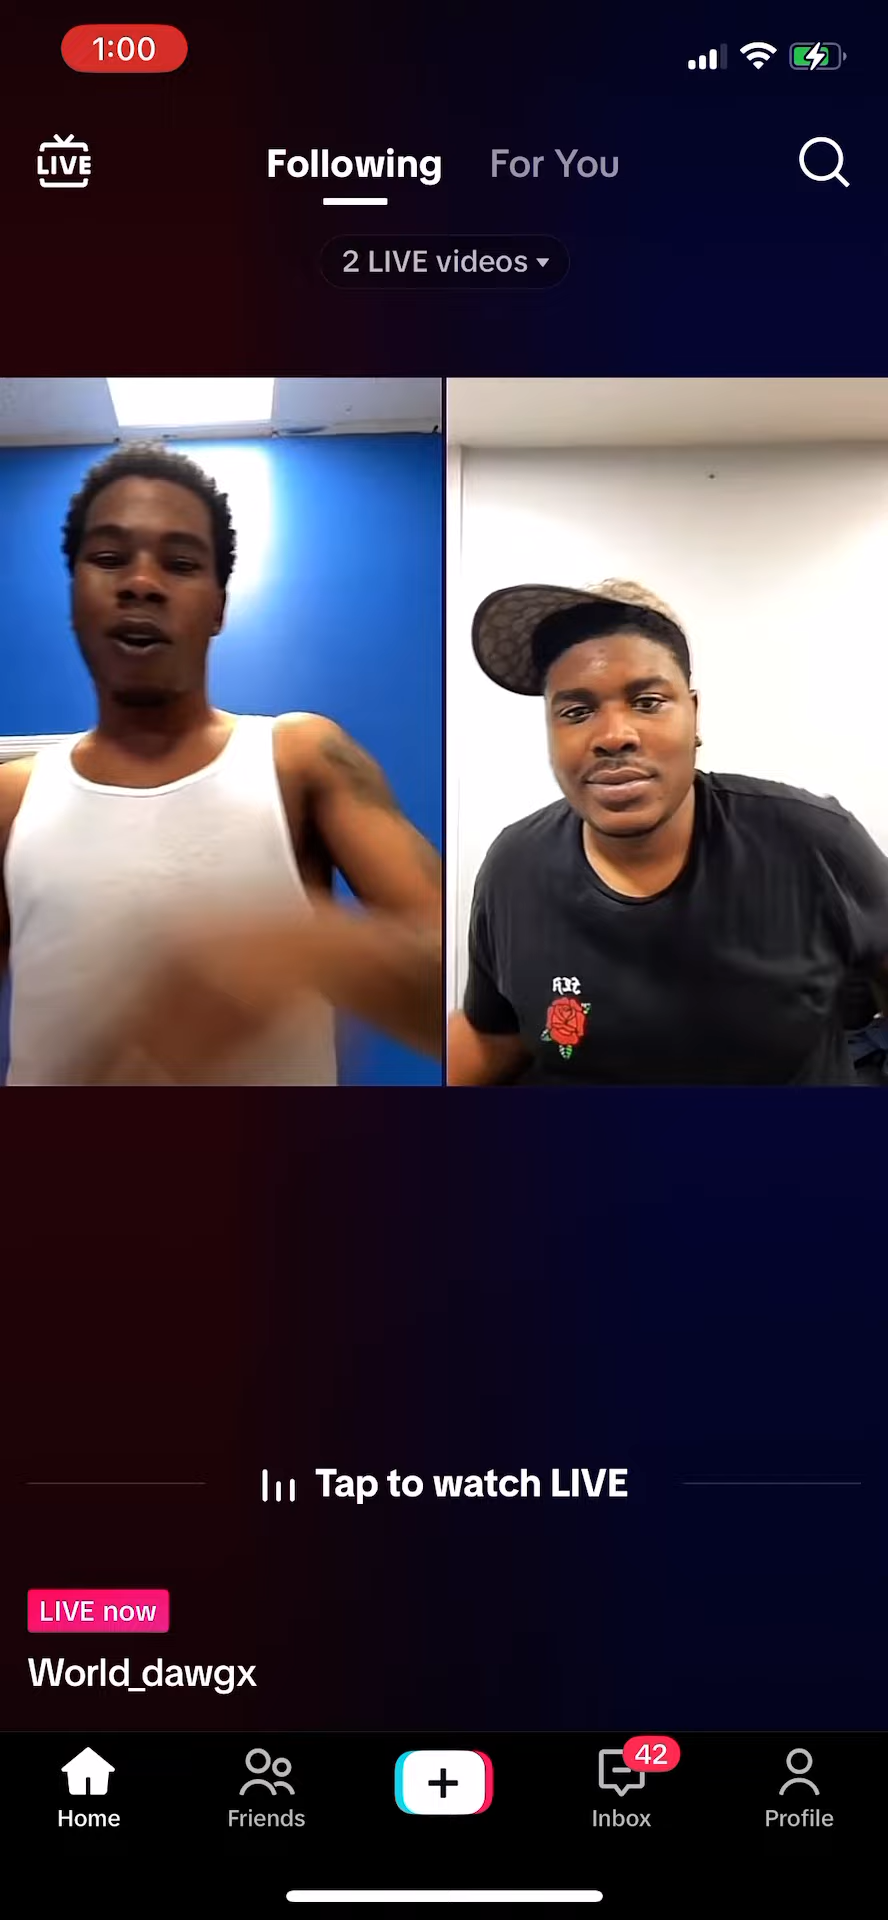 1:00
LIVE
Following For You
2 LIVE videos
Tap to watch LIVE
LIVE now
World_dawgx
42
Home Friends Inbox Profile